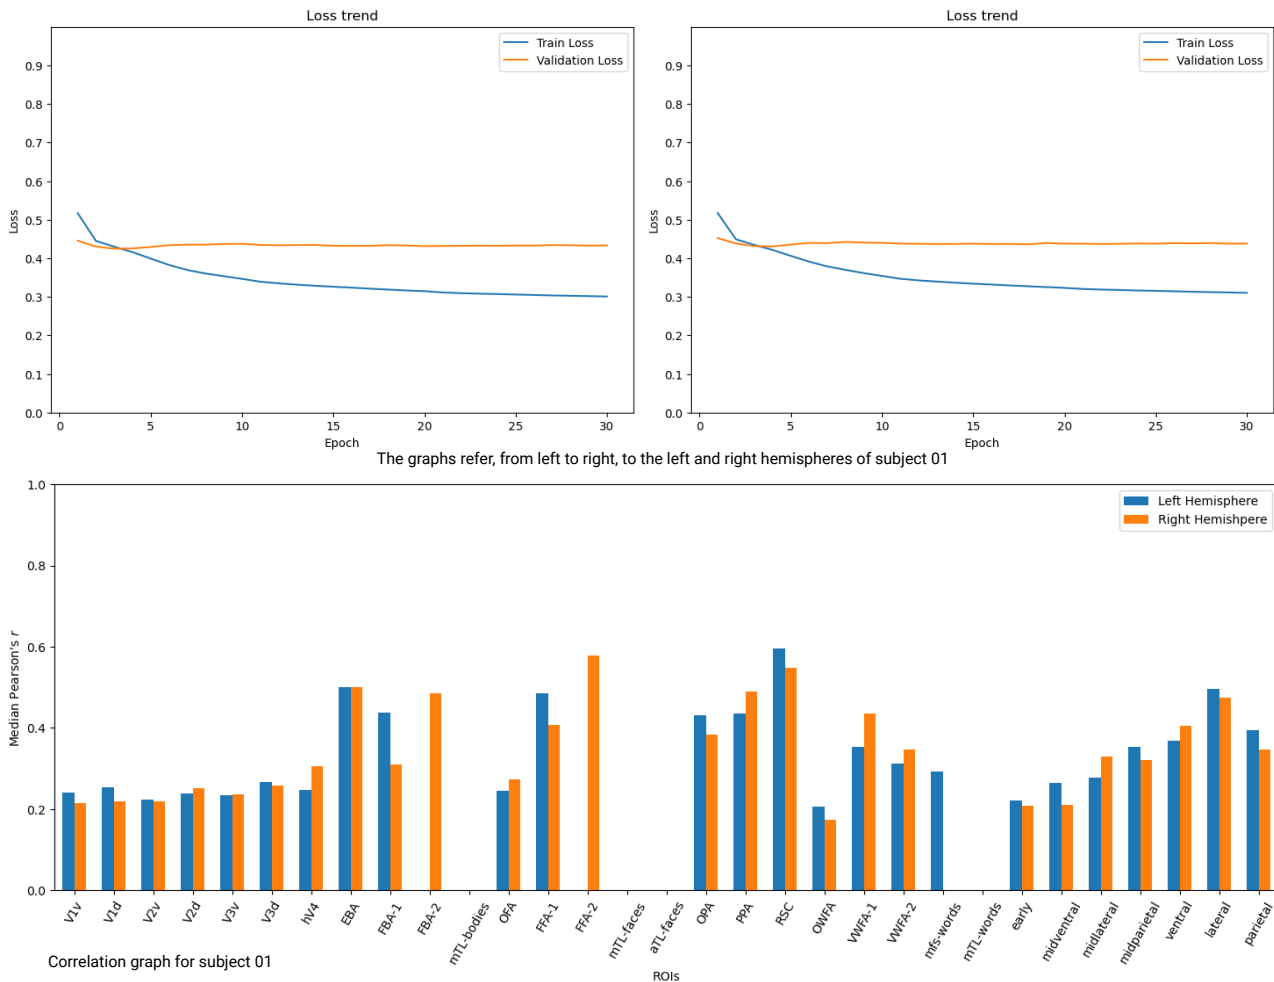 Loss trend
Train Loss
Validation Loss
0.9
0.8
0.7
0.6
0.5
0.4
0.3
0.2
0.1
0.0
Loss
0 5 10 15 20 25 30
Epoch
Loss trend
Train Loss
Validation Loss
0.9
0.8
0.7
0.6
0.5
0.4
0.3
0.2
0.1
0.0
Loss
0 5 10 15 20 25 30
Epoch
The graphs refer, from left to right, to the left and right hemispheres of subject 01
Left Hemisphere
Right Hemishpere
1.0
0.8
0.6
0.4
0.2
0.0
Median Pearson's r
V1v
V1d
V2v
V2d
V3v
V3d
hV4
EBA
FBA-1
FBA-2
mTL-bodies
OFA
FFA-1
FFA-2
mTL-faces
aTL-faces
OPA
PPA
RSC
OWFA
VWFA-1
VWFA-2
mfs-words
mTL-words
early
midventral
midlateral
midparietal
ventral
lateral
parietal
ROIs
Correlation graph for subject 01